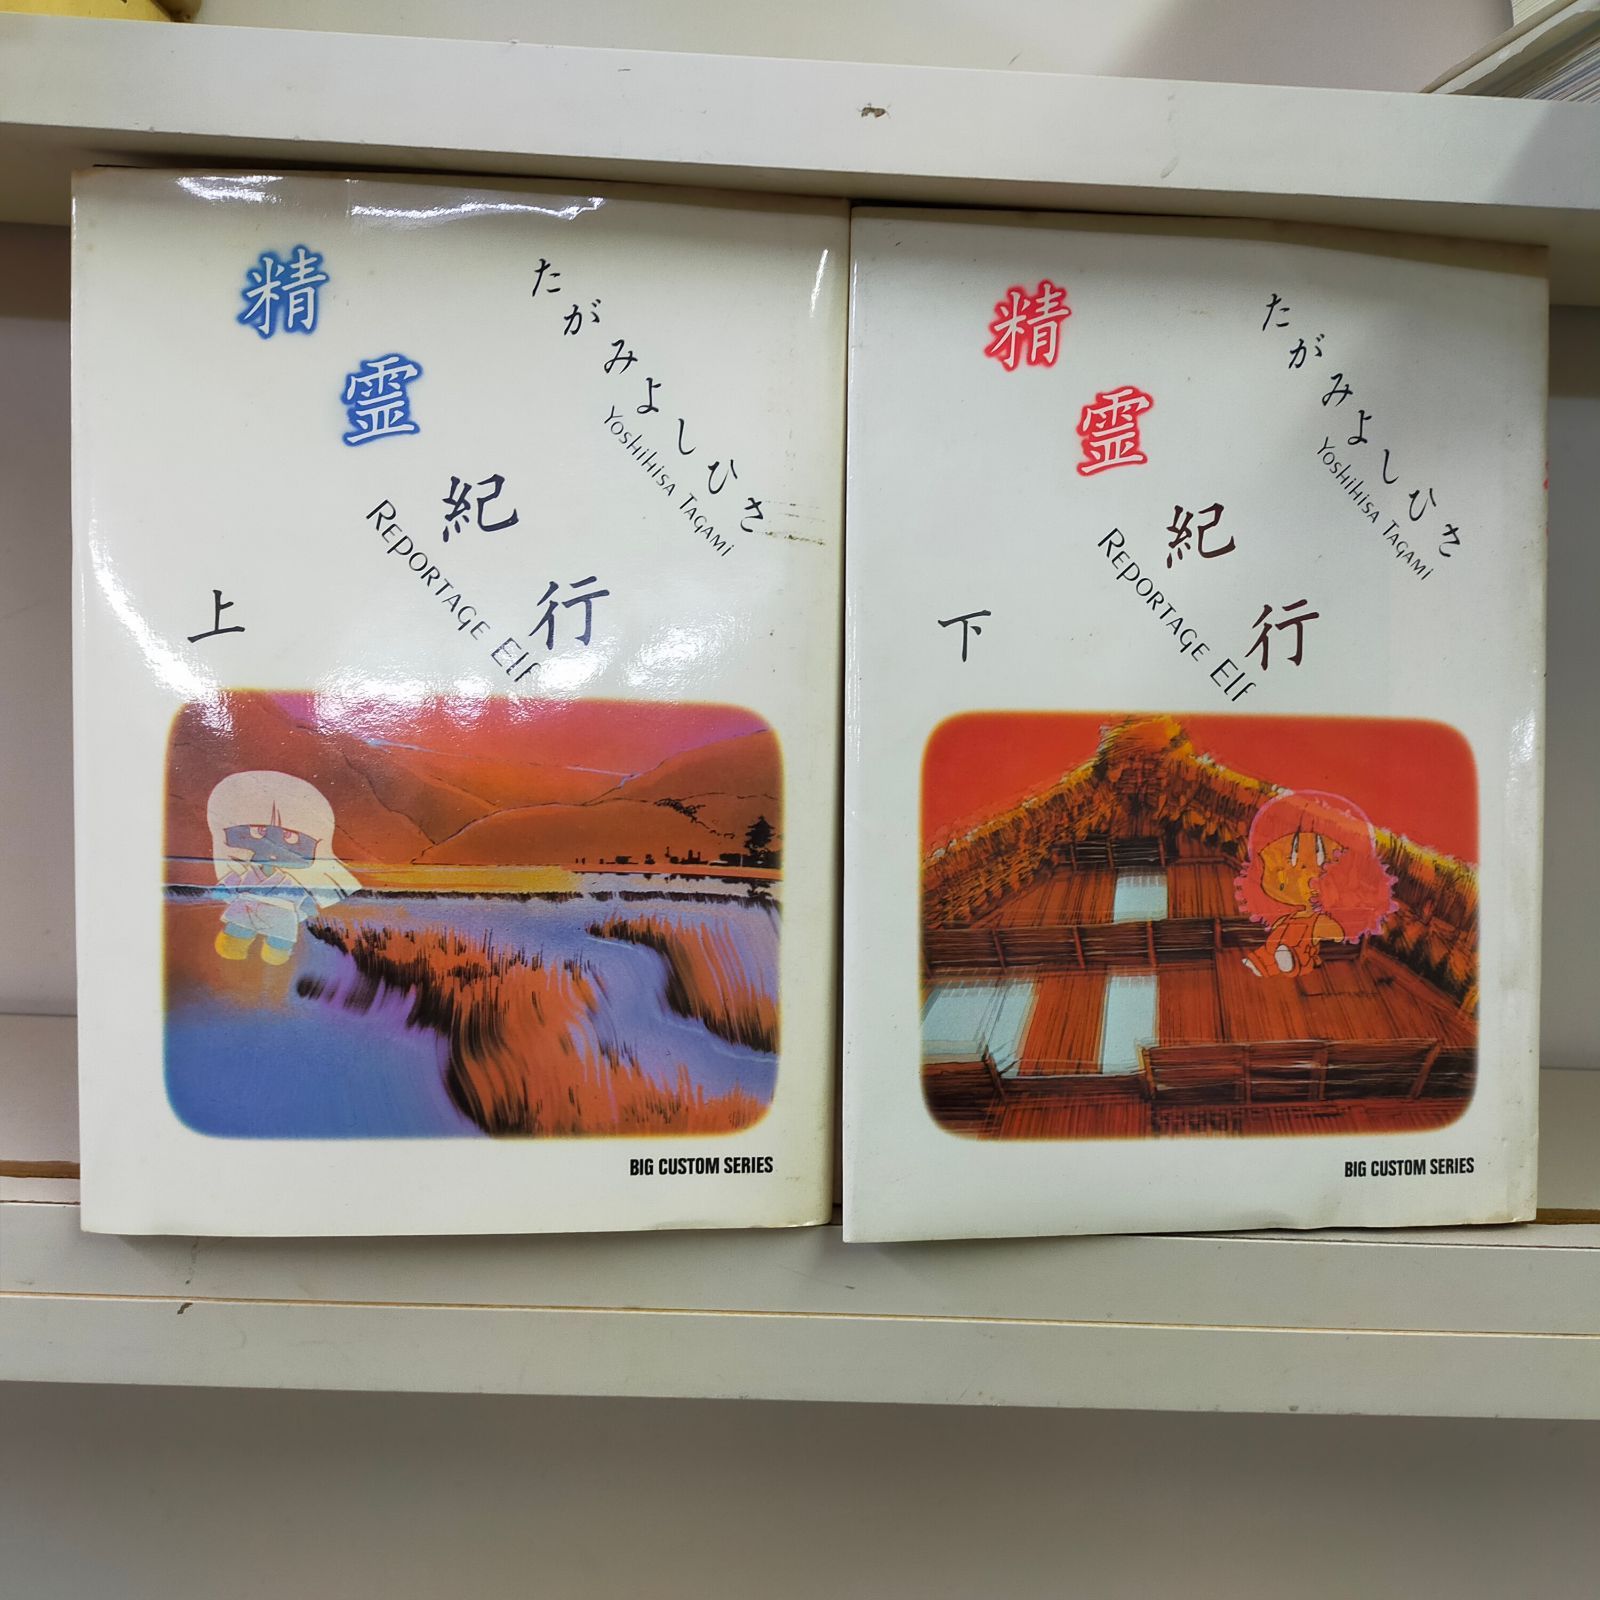 精霊紀行
REPORTAGE ELF
たがみよしひさ
YOSHIHISA TAGAMI
上
BIG CUSTOM SERIES
精霊紀行
REPORTAGE ELF
たがみよしひさ
YOSHIHISA TAGAMI
下
BIG CUSTOM SERIES